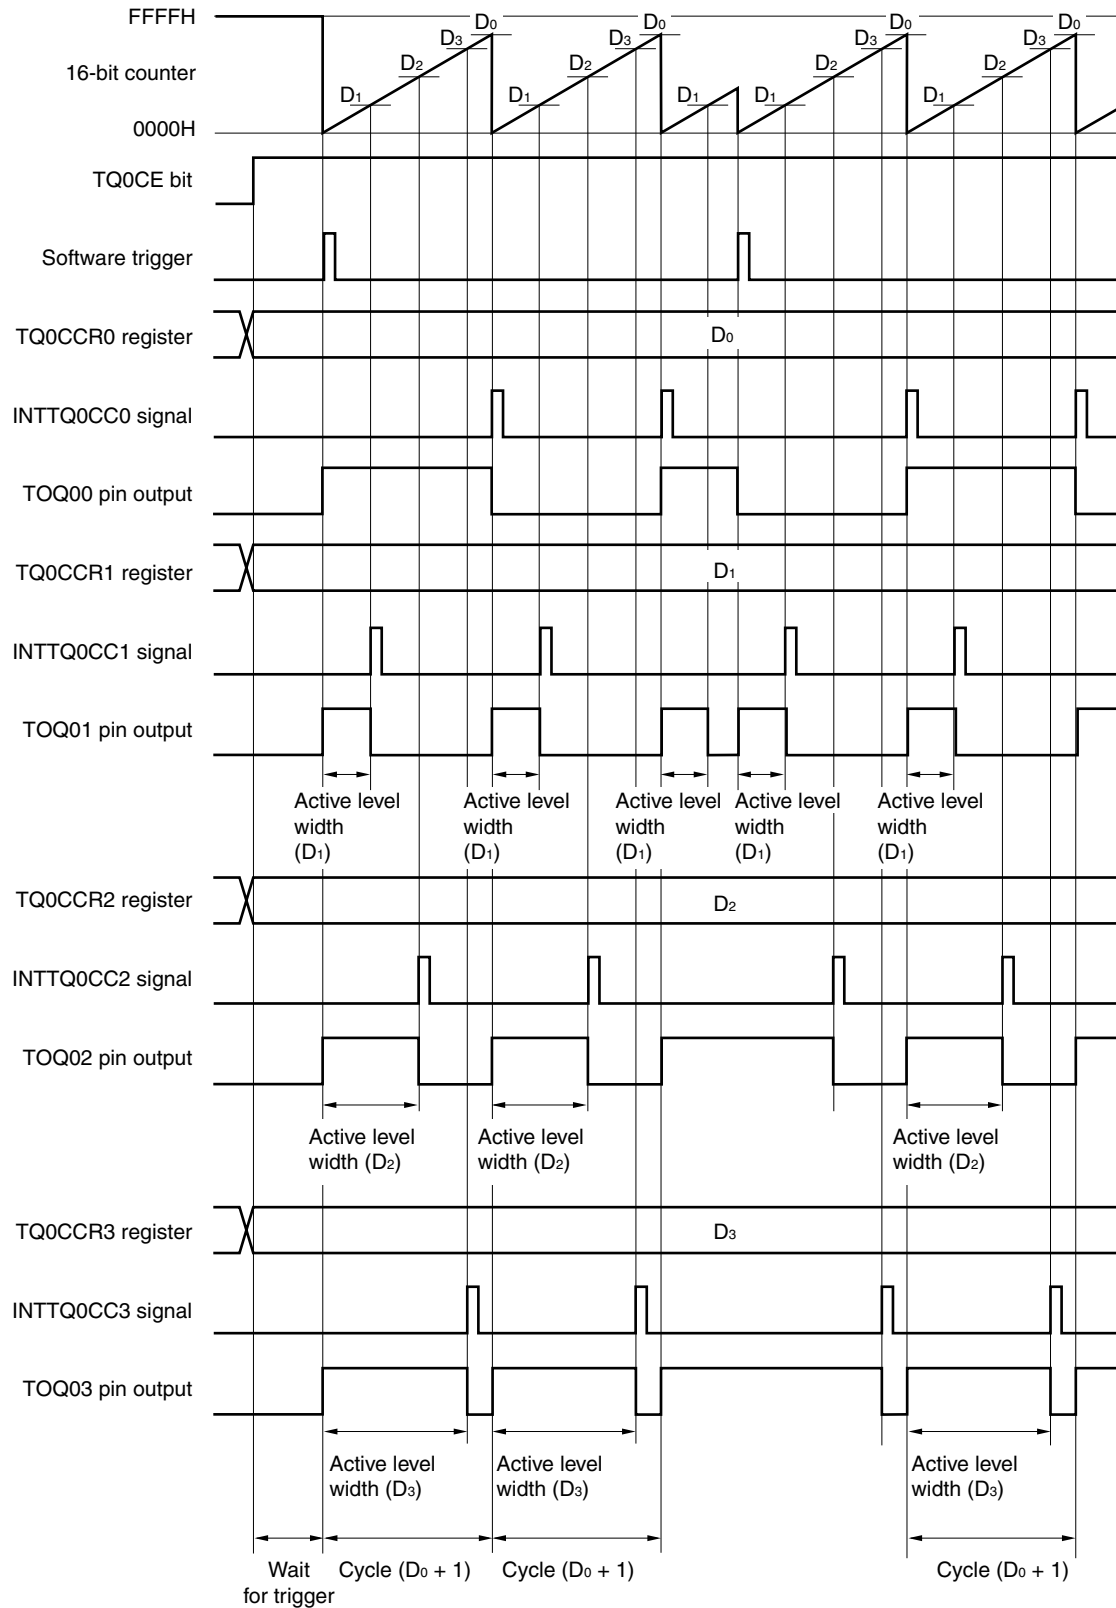 FFFFH
D0 D0 D0 D0
D3 D3 D3 D3
16-bit counter
D2 D2 D2 D2
D1 D1 D1 D1 D1
0000H
TQ0CE bit
Software trigger
TQ0CCR0 register
D0
INTTQ0CC0 signal
TOQ00 pin output
TQ0CCR1 register
D1
INTTQ0CC1 signal
TOQ01 pin output
Active level Active level Active level Active level Active level
width width width width width
(D1) (D1) (D1) (D1) (D1)
TQ0CCR2 register
D2
INTTQ0CC2 signal
TOQ02 pin output
Active level Active level Active level
width (D2) width (D2) width (D2)
TQ0CCR3 register
D3
INTTQ0CC3 signal
TOQ03 pin output
Active level Active level Active level
width (D3) width (D3) width (D3)
Wait Cycle (D0 + 1) Cycle (D0 + 1) Cycle (D0 + 1)
for trigger